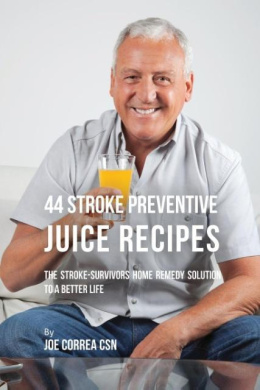 44 STROKE PREVENTIVE
JUICE RECIPES
THE STROKE-SURVIVORS HOME REMEDY SOLUTION
TO A BETTER LIFE
By
JOE CORREA CSN